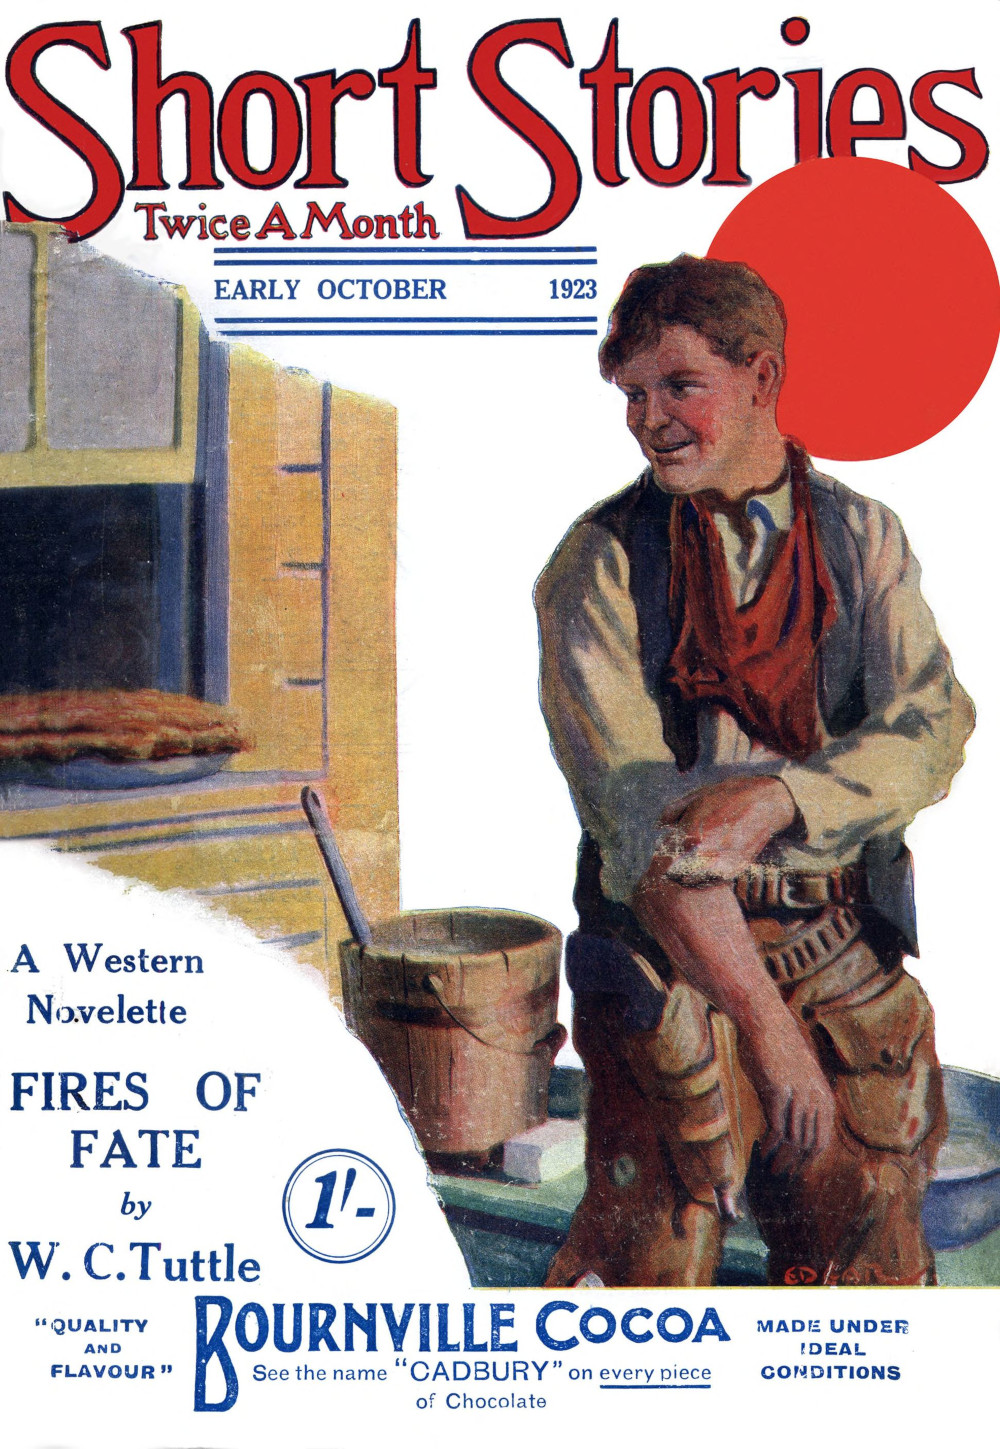 Short Stories
Twice A Month
EARLY OCTOBER 1923
A Western
Novelette
FIRES OF
FATE
by
W. C. Tuttle
1'-
"QUALITY
AND
FLAVOUR"
BOURNVILLE COCOA
See the name "CADBURY" on every piece
of Chocolate
MADE UNDER
IDEAL
CONDITIONS